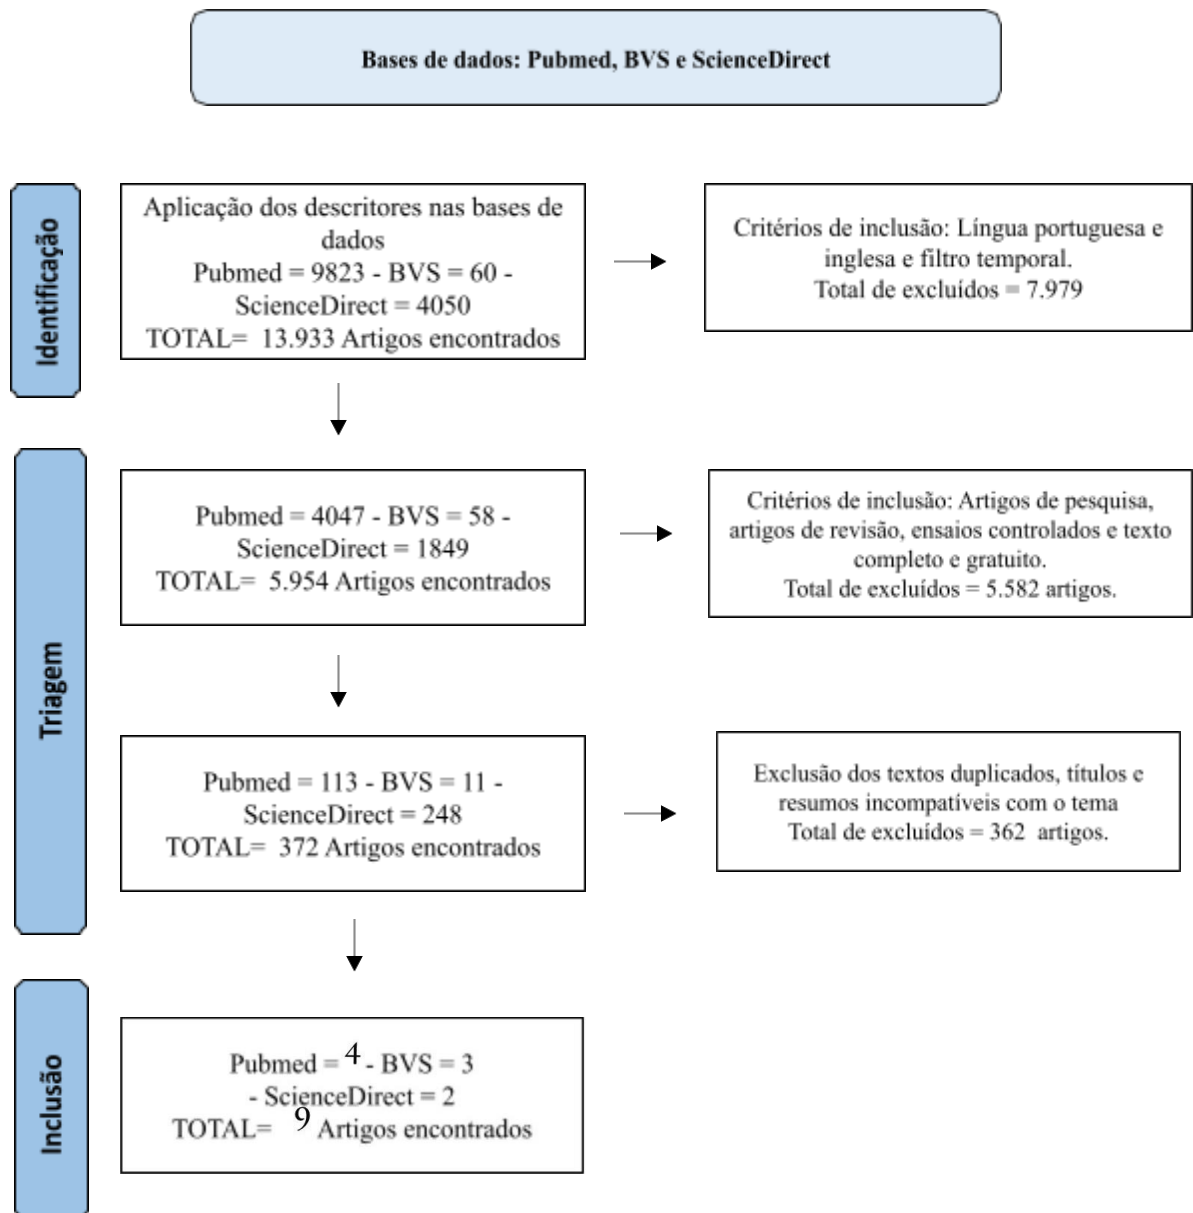 Bases de dados: Pubmed, BVS e ScienceDirect
Identificação
Aplicação dos descritores nas bases de
dados
Pubmed = 9823 - BVS = 60 -
ScienceDirect = 4050
TOTAL= 13.933 Artigos encontrados
Critérios de inclusão: Língua portuguesa e
inglesa e filtro temporal.
Total de excluídos = 7.979
Triagem
Pubmed = 4047 - BVS = 58 -
ScienceDirect = 1849
TOTAL= 5.954 Artigos encontrados
Critérios de inclusão: Artigos de pesquisa,
artigos de revisão, ensaios controlados e texto
completo e gratuito.
Total de excluídos = 5.582 artigos.
Pubmed = 113 - BVS = 11 -
ScienceDirect = 248
TOTAL= 372 Artigos encontrados
Exclusão dos textos duplicados, títulos e
resumos incompatíveis com o tema
Total de excluídos = 362 artigos.
Inclusão
Pubmed = 4 - BVS = 3
- ScienceDirect = 2
TOTAL= 9 Artigos encontrados